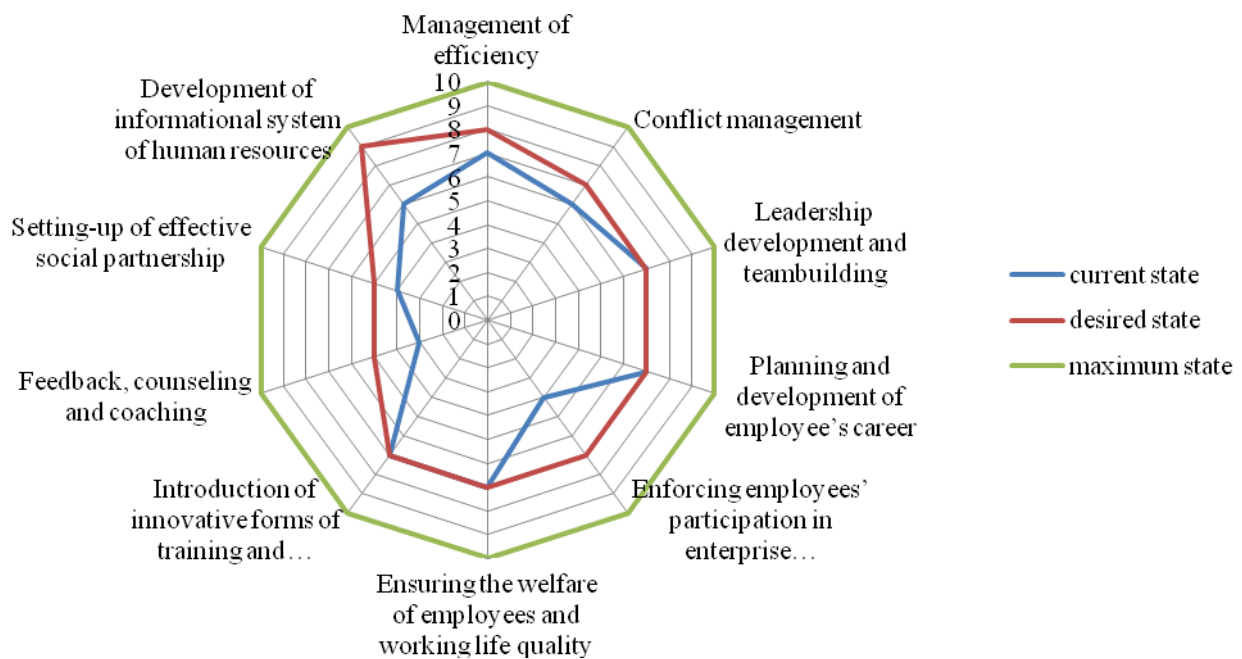 Management of
efficiency
Conflict management
Leadership
development and
teambuilding
Planning and
development of
employee’s career
Enforcing employees’
participation in
enterprise…
Ensuring the welfare
of employees and
working life quality
Introduction of
innovative forms of
training and…
Feedback, counseling
and coaching
Setting-up of effective
social partnership
Development of
informational system
of human resources
10
9
8
7
6
5
4
3
2
1
0
current state
desired state
maximum state